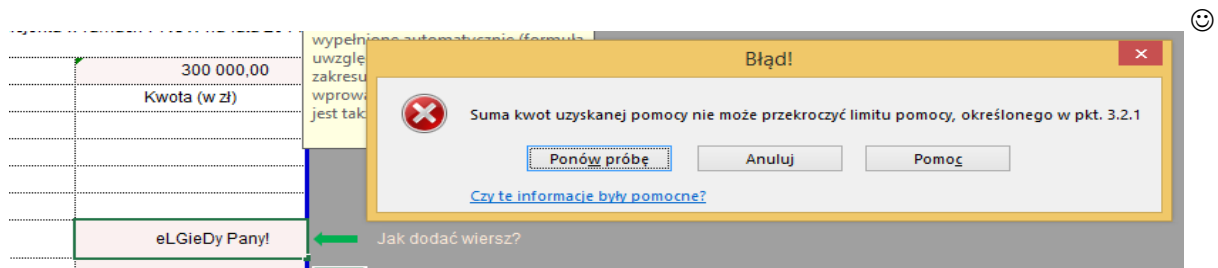 wypełnione automatycznie (formuła
300 000,00
uwzglę
Błąd!
zakresu
Kwota (w zł)
wprowa
jest tak
Suma kwot uzyskanej pomocy nie może przekroczyć limitu pomocy, określonego w pkt. 3.2.1
Ponów próbę
Anuluj
Pomoc
Czy te informacje były pomocne?
eLGieDy Pany!
Jak dodać wiersz?